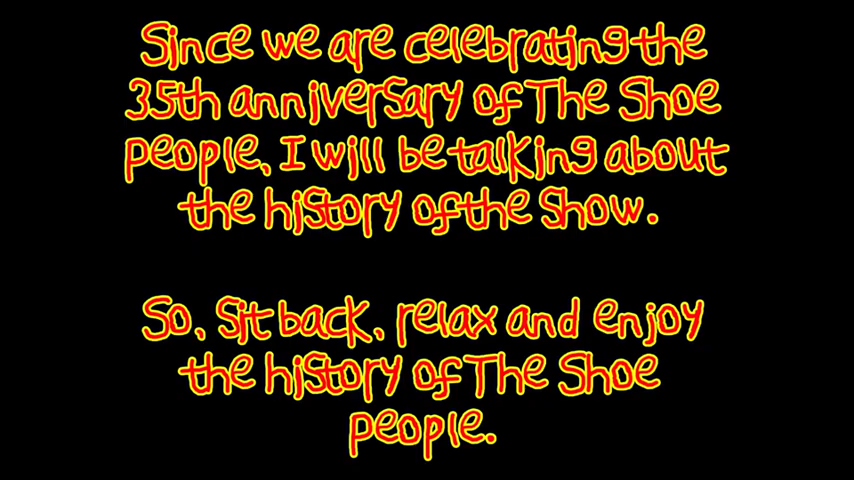 Since we are celebrating the
35th anniversary of The Shoe
people, I will be talking about
the history of the show.
So, sit back, relax and enjoy
the history of The Shoe
people.